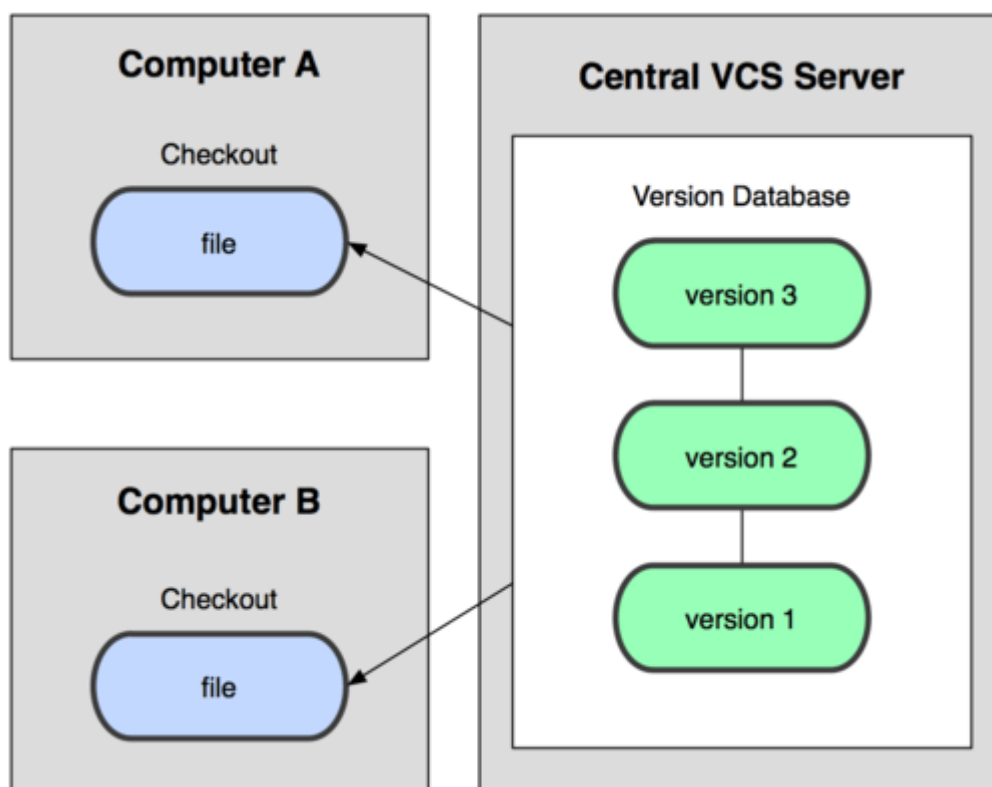 Computer A
Checkout
file
Computer B
Checkout
file
Central VCS Server
Version Database
version 3
version 2
version 1